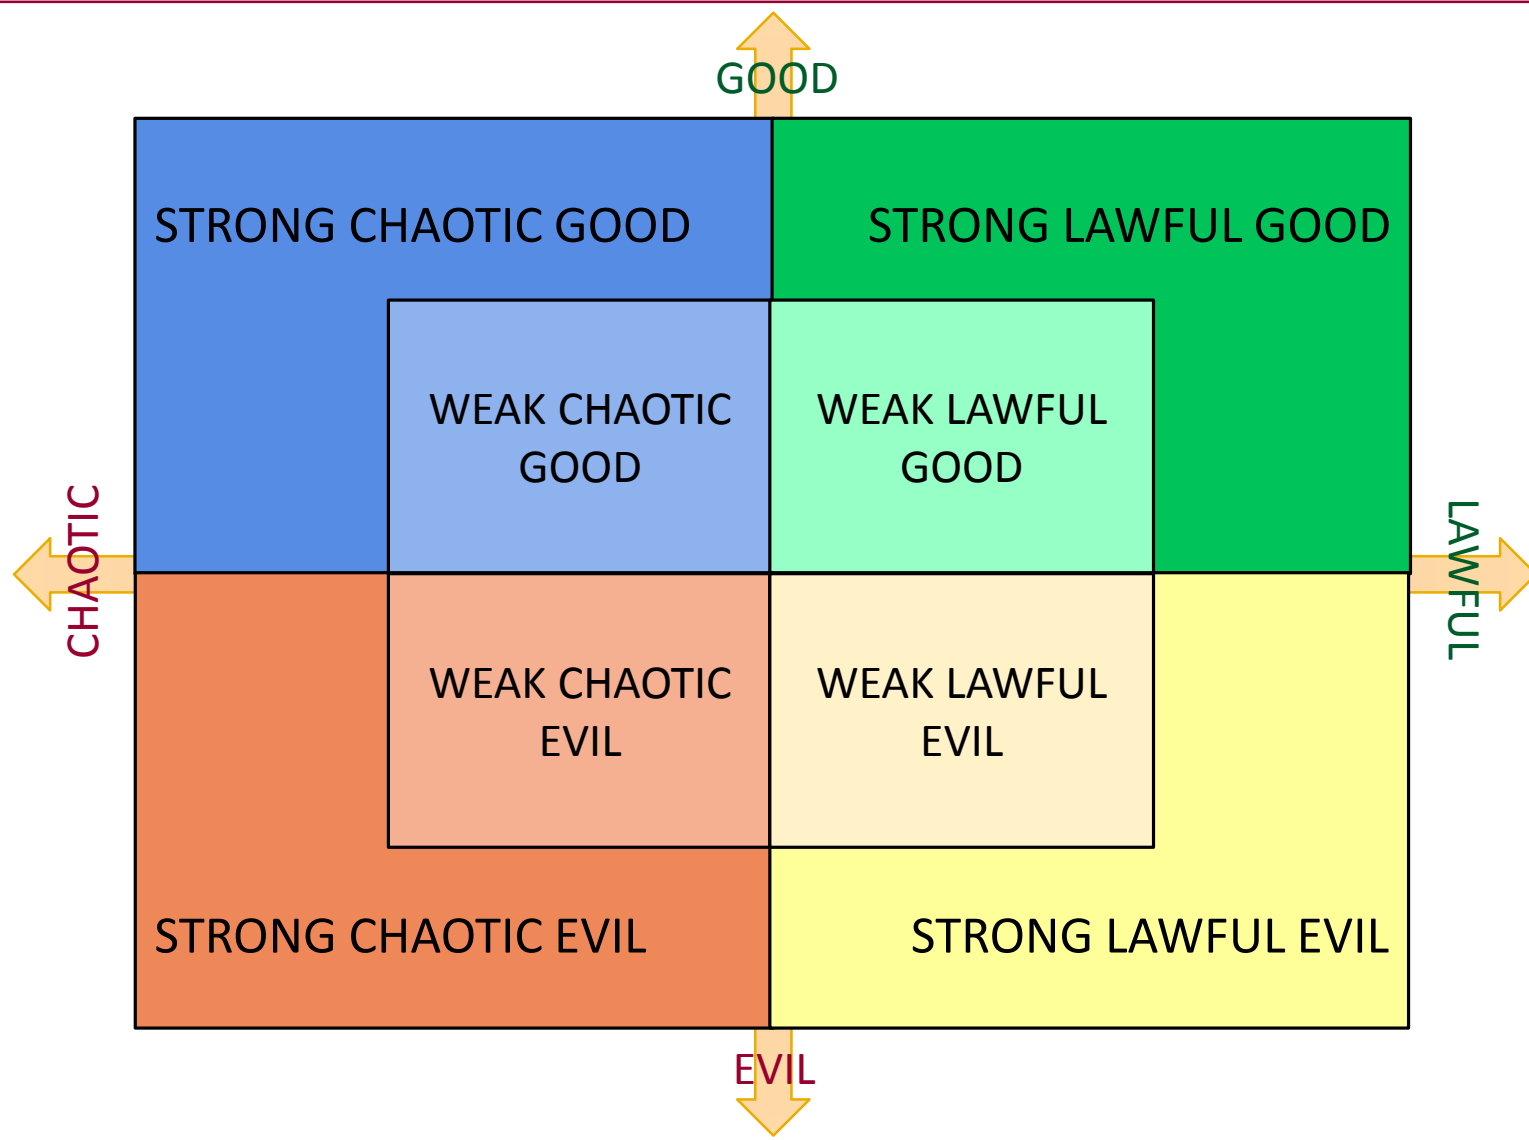 GOOD
STRONG CHAOTIC GOOD
STRONG LAWFUL GOOD
WEAK CHAOTIC
GOOD
WEAK LAWFUL
GOOD
CHAOTIC
LAWFUL
WEAK CHAOTIC
EVIL
WEAK LAWFUL
EVIL
STRONG CHAOTIC EVIL
STRONG LAWFUL EVIL
EVIL